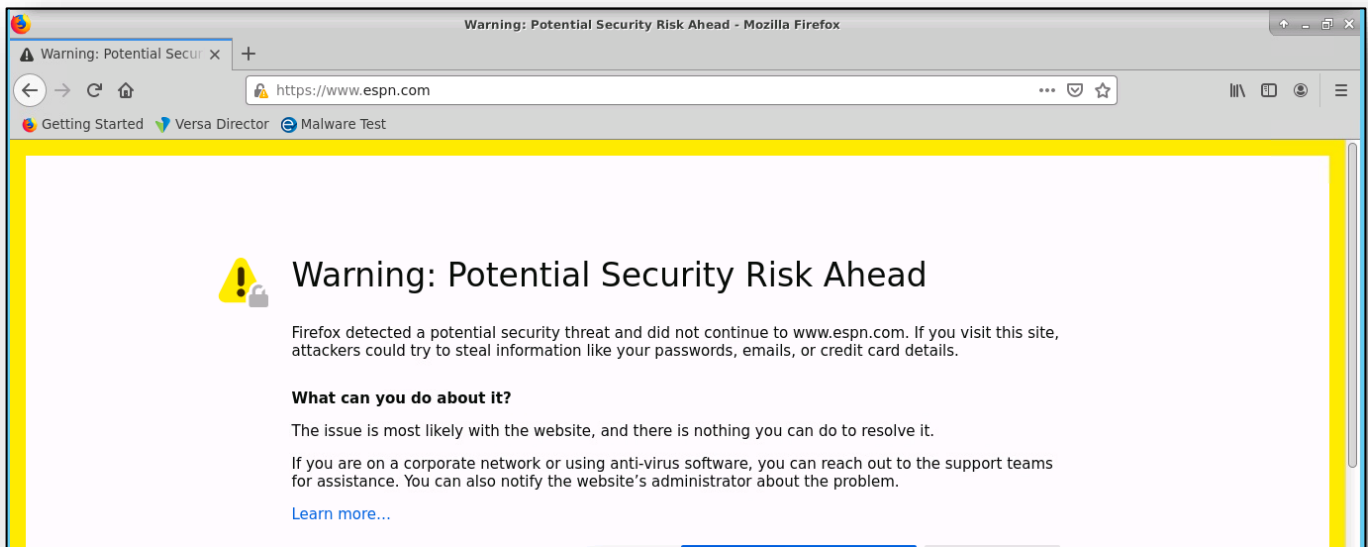 Warning: Potential Security Risk Ahead - Mozilla Firefox
Warning: Potential Secur
https://www.espn.com
Getting Started Versa Director Malware Test
Warning: Potential Security Risk Ahead
Firefox detected a potential security threat and did not continue to www.espn.com. If you visit this site,
attackers could try to steal information like your passwords, emails, or credit card details.
What can you do about it?
The issue is most likely with the website, and there is nothing you can do to resolve it.
If you are on a corporate network or using anti-virus software, you can reach out to the support teams
for assistance. You can also notify the website’s administrator about the problem.
Learn more…